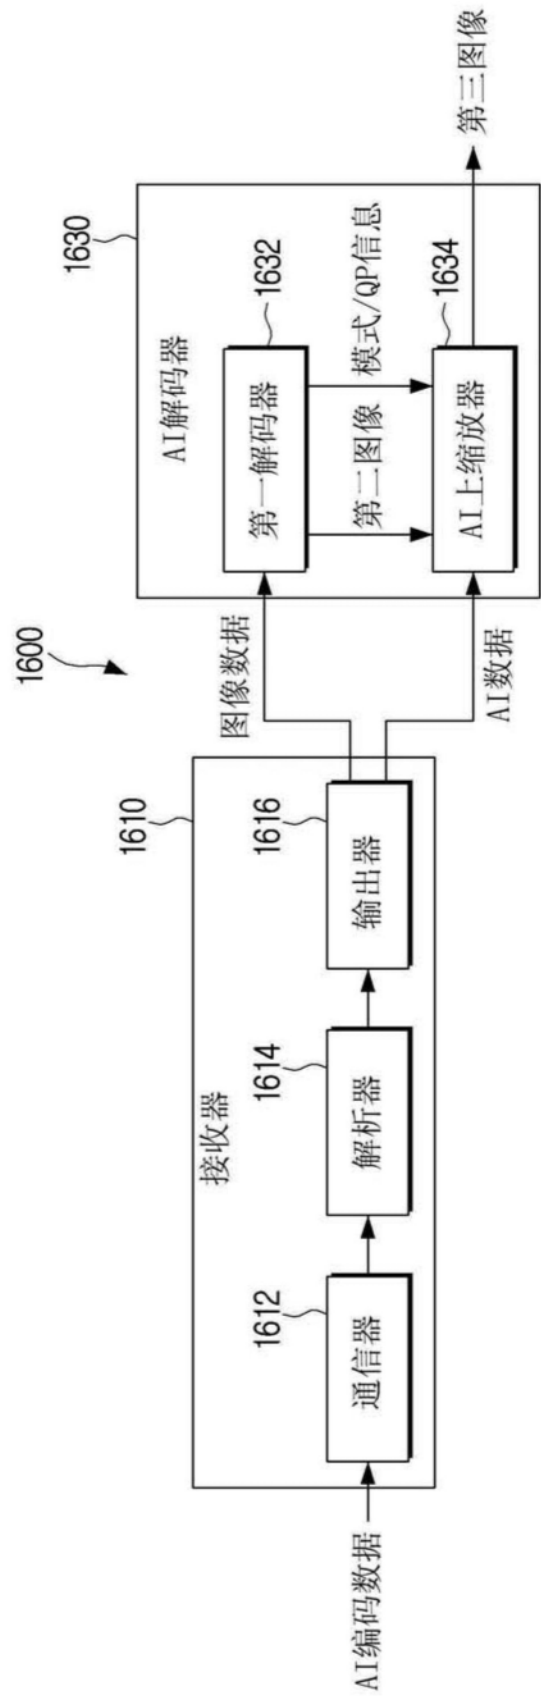 1600
1610
接收器
AI编码数据
1612
通信器
1614
解析器
1616
输出器
图像数据
AI数据
1630
AI解码器
1632
第一解码器
第二图像
模式/QP信息
1634
AI上缩放器
第三图像